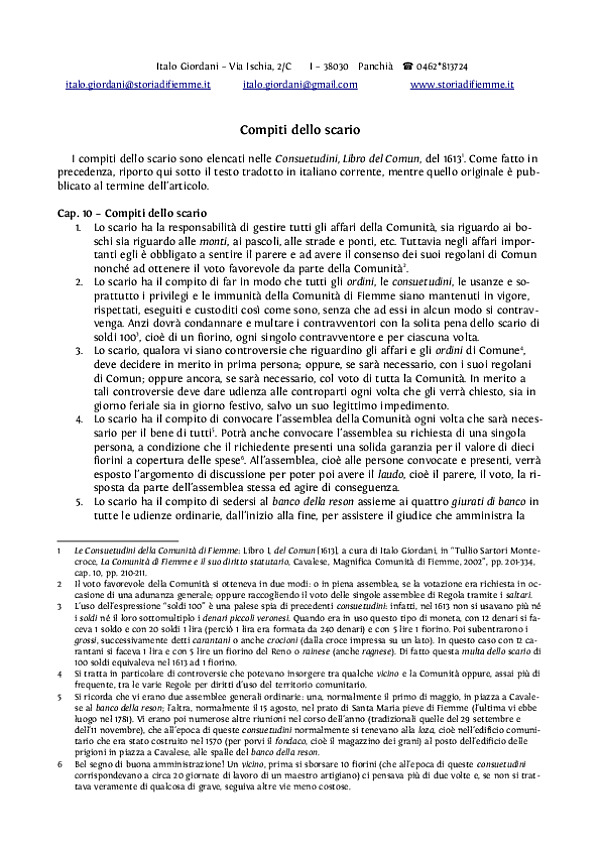 Italo Giordani – Via Ischia, 2/C I – 38030 Panchià ☎ 0462*813724
italo.giordani@storiadifiemme.it italo.giordani@gmail.com www.storiadifiemme.it
Compiti dello scario
I compiti dello scario sono elencati nelle Consuetudini, Libro del Comun, del 1613¹. Come fatto in
precedenza, riporto qui sotto il testo tradotto in italiano corrente, mentre quello originale è pub-
blicato al termine dell'articolo.
Cap. 10 – Compiti dello scario
1. Lo scario ha la responsabilità di gestire tutti gli affari della Comunità, sia riguardo ai bo-
schi sia riguardo alle monti, ai pascoli, alle strade e ponti, etc. Tuttavia negli affari impor-
tanti egli è obbligato a sentire il parere e ad avere il consenso dei suoi regolani di Comun
nonché ad ottenere il voto favorevole da parte della Comunità².
2. Lo scario ha il compito di far in modo che tutti gli ordini, le consuetudini, le usanze e so-
prattutto i privilegi e le immunità della Comunità di Fiemme siano mantenuti in vigore,
rispettati, eseguiti e custoditi così come sono, senza che ad essi in alcun modo si contrav-
venga. Anzi dovrà condannare e multare i contravventori con la solita pena dello scario di
soldi 100³, cioè di un fiorino, ogni singolo contravventore e per ciascuna volta.
3. Lo scario, qualora vi siano controversie che riguardino gli affari e gli ordini di Comune⁴,
deve decidere in merito in prima persona; oppure, se sarà necessario, con i suoi regolani
di Comun; oppure ancora, se sarà necessario, col voto di tutta la Comunità. In merito a
tali controversie deve dare udienza alle controparti ogni volta che gli verrà chiesto, sia in
giorno feriale sia in giorno festivo, salvo un suo legittimo impedimento.
4. Lo scario ha il compito di convocare l'assemblea della Comunità ogni volta che sarà neces-
sario per il bene di tutti⁵. Potrà anche convocare l'assemblea su richiesta di una singola
persona, a condizione che il richiedente presenti una solida garanzia per il valore di dieci
fiorini a copertura delle spese⁶. All'assemblea, cioè alle persone convocate e presenti, verrà
esposto l'argomento di discussione per poter poi avere il laudo, cioè il parere, il voto, la ri-
sposta da parte dell'assemblea stessa ed agire di conseguenza.
5. Lo scario ha il compito di sedersi al banco della reson assieme ai quattro giurati di banco in
tutte le udienze ordinarie, dall'inizio alla fine, per assistere il giudice che amministra la
1 Le Consuetudini della Comunità di Fiemme: Libro I, del Comun [1613], a cura di Italo Giordani, in "Tullio Sartori Monte-
croce, La Comunità di Fiemme e il suo diritto statutario, Cavalese, Magnifica Comunità di Fiemme, 2002", pp. 201-334,
cap. 10, pp. 210-211.
2 Il voto favorevole della Comunità si otteneva in due modi: o in piena assemblea, se la votazione era richiesta in oc-
casione di una adunanza generale; oppure raccogliendo il voto delle singole assemblee di Regola tramite i saltari.
3 L'uso dell'espressione "soldi 100" è una palese spia di precedenti consuetudini: infatti, nel 1613 non si usavano più né
i soldi né il loro sottomultiplo i denari piccoli veronesi. Quando era in uso questo tipo di moneta, con 12 denari si fa-
ceva 1 soldo e con 20 soldi 1 lira (perciò 1 lira era formata da 240 denari) e con 5 lire 1 fiorino. Poi subentrarono i
grossi, successivamente detti carantani o anche crocioni (dalla croce impressa su un lato). In questo caso con 12 ca-
rantani si faceva 1 lira e con 5 lire un fiorino del Reno o rainese (anche ragnese). Di fatto questa multa dello scario di
100 soldi equivaleva nel 1613 ad 1 fiorino.
4 Si tratta in particolare di controversie che potevano insorgere tra qualche vicino e la Comunità oppure, assai più di
frequente, tra le varie Regole per diritti d'uso del territorio comunitario.
5 Si ricorda che vi erano due assemblee generali ordinarie: una, normalmente il primo di maggio, in piazza a Cavale-
se al banco della reson; l'altra, normalmente il 15 agosto, nel prato di Santa Maria pieve di Fiemme (l'ultima vi ebbe
luogo nel 1781). Vi erano poi numerose altre riunioni nel corso dell'anno (tradizionali quelle del 29 settembre e
dell'11 novembre), che all'epoca di queste consuetudini normalmente si tenevano alla loza, cioè nell'edificio comuni-
tario che era stato costruito nel 1570 (per porvi il fondaco, cioè il magazzino dei grani) al posto dell'edificio delle
prigioni in piazza a Cavalese, alle spalle del banco della reson.
6 Bel segno di buona amministrazione! Un vicino, prima si sborsare 10 fiorini (che all'epoca di queste consuetudini
corrispondevano a circa 20 giornate di lavoro di un maestro artigiano) ci pensava più di due volte e, se non si trat-
tava veramente di qualcosa di grave, seguiva altre vie meno costose.